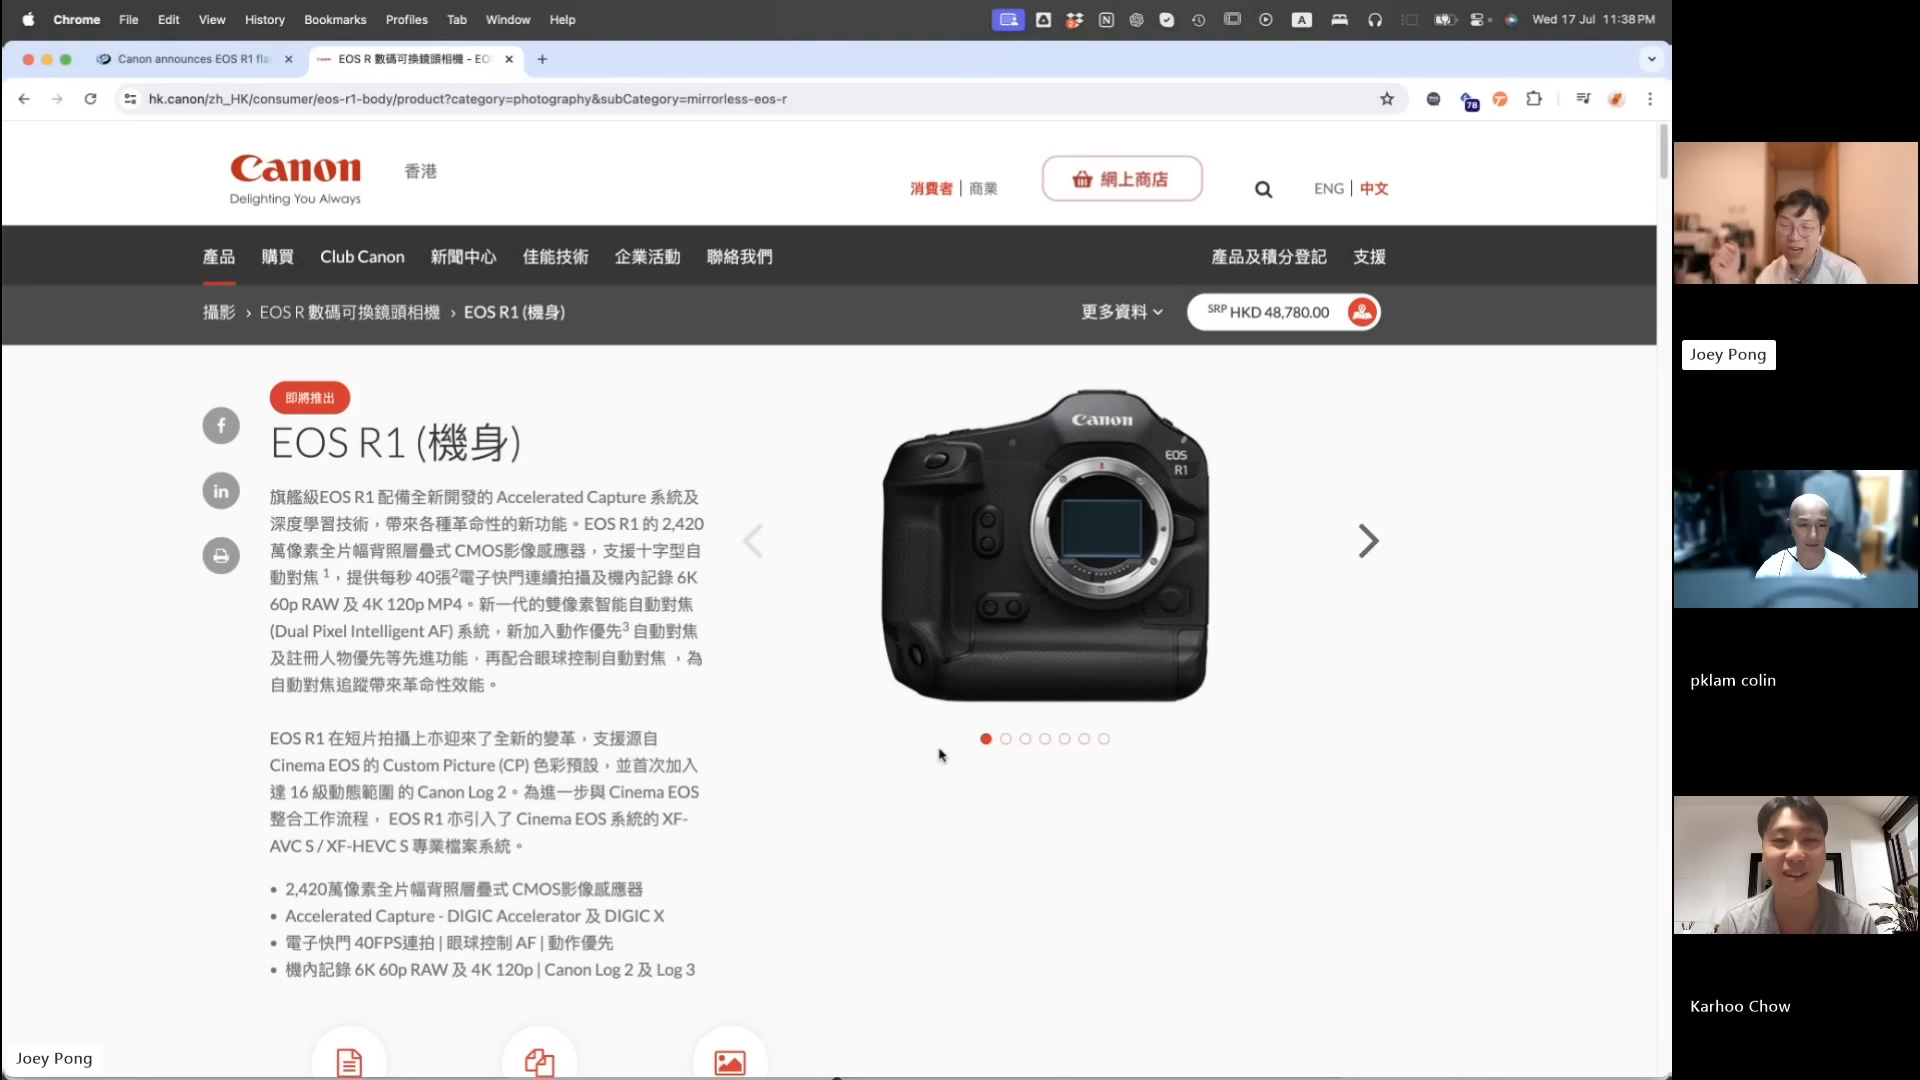 Chrome File Edit View History Bookmarks Profiles Tab Window Help
A
Wed 17 Jul 11:38 PM
Canon announces EOS R1 fla
EOS R 數碼可換鏡頭相機 - EO
hk.canon/zh_HK/consumer/eos-r1-body/product?category=photography&subCategory=mirrorless-eos-r
78
Canon
香港
Delighting You Always
消費者 | 商業
網上商店
ENG | 中文
產品 購買 Club Canon 新聞中心 佳能技術 企業活動 聯絡我們
產品及積分登記 支援
攝影 › EOS R 數碼可換鏡頭相機 › EOS R1 (機身)
更多資料
SRP HKD 48,780.00
即將推出
EOS R1 (機身)
旗艦級EOS R1 配備全新開發的 Accelerated Capture 系統及
深度學習技術，帶來各種革命性的新功能。EOS R1 的 2,420
萬像素全片幅背照層疊式 CMOS影像感應器，支援十字型自
動對焦 1，提供每秒 40張2電子快門連續拍攝及機內記錄 6K
60p RAW 及 4K 120p MP4。新一代的雙像素智能自動對焦
(Dual Pixel Intelligent AF) 系統，新加入動作優先3 自動對焦
及註冊人物優先等先進功能，再配合眼球控制自動對焦 ，為
自動對焦追蹤帶來革命性效能。
EOS R1 在短片拍攝上亦迎來了全新的變革，支援源自
Cinema EOS 的 Custom Picture (CP) 色彩預設，並首次加入
達 16 級動態範圍 的 Canon Log 2。為進一步與 Cinema EOS
整合工作流程， EOS R1 亦引入了 Cinema EOS 系統的 XF-
AVC S / XF-HEVC S 專業檔案系統。
• 2,420萬像素全片幅背照層疊式 CMOS影像感應器
• Accelerated Capture - DIGIC Accelerator 及 DIGIC X
• 電子快門 40FPS連拍 | 眼球控制 AF | 動作優先
• 機內記錄 6K 60p RAW 及 4K 120p | Canon Log 2 及 Log 3
f
in
Canon
EOS
R1
Joey Pong
Joey Pong
pklam colin
Karhoo Chow